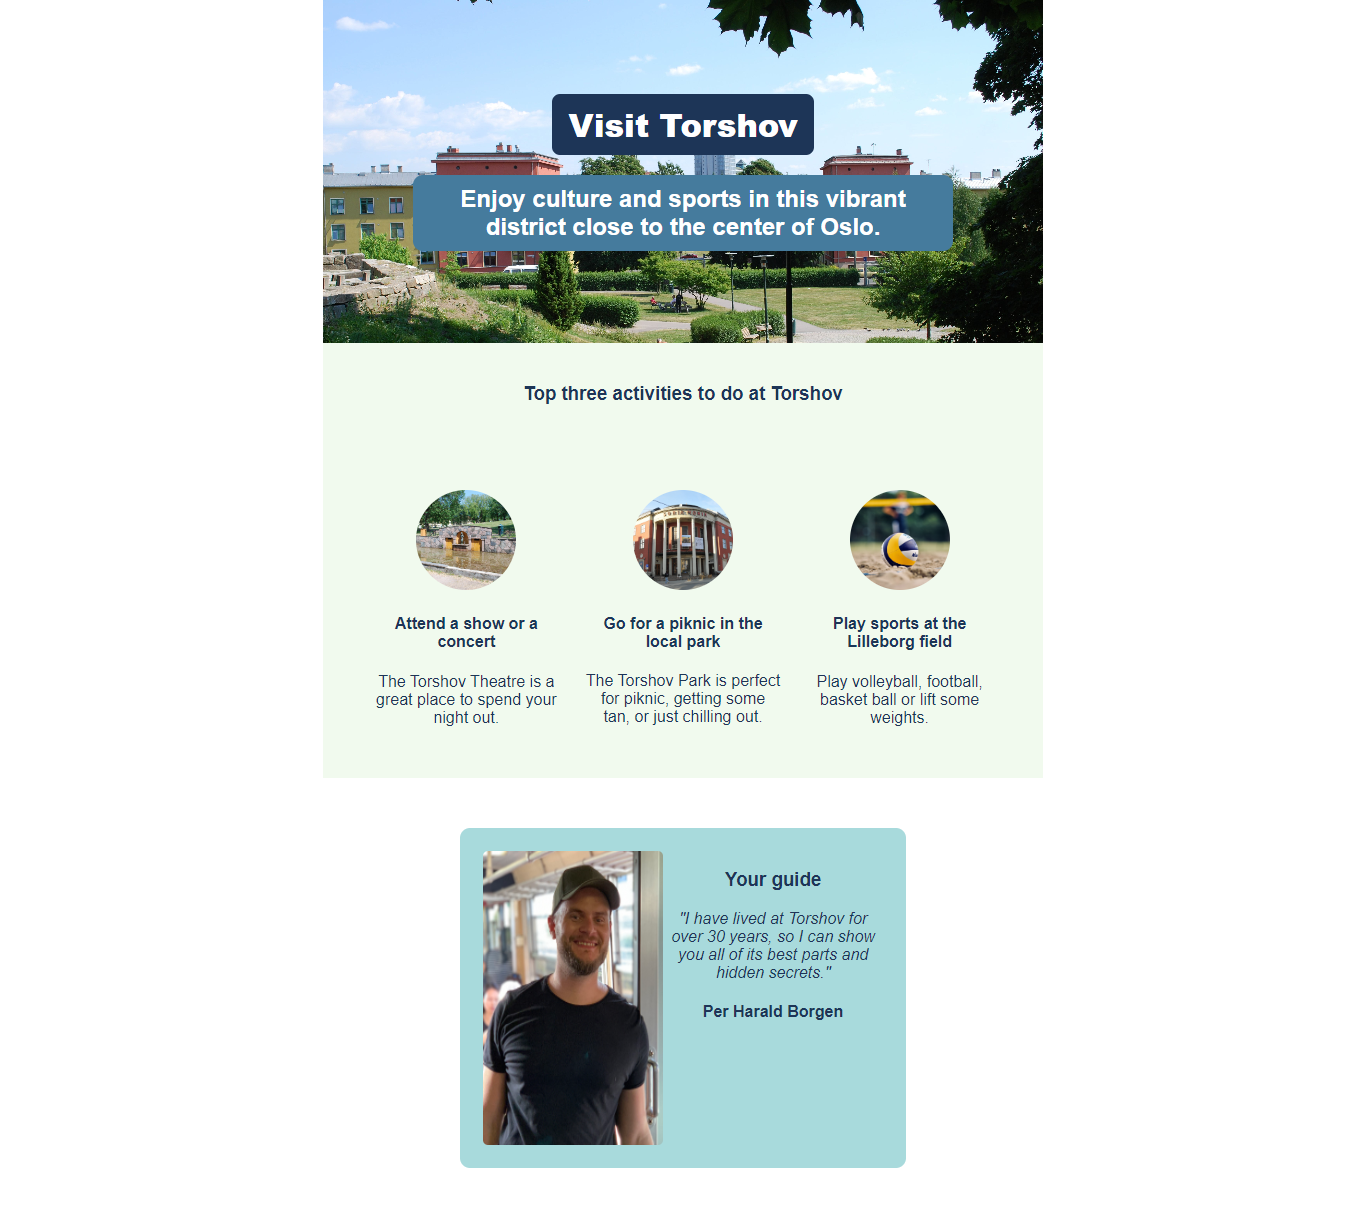 Visit Torshov
Enjoy culture and sports in this vibrant
district close to the center of Oslo.
Top three activities to do at Torshov
Attend a show or a
concert
The Torshov Theatre is a
great place to spend your
night out.
Go for a piknic in the
local park
The Torshov Park is perfect
for piknic, getting some
tan, or just chilling out.
Play sports at the
Lilleborg field
Play volleyball, football,
basket ball or lift some
weights.
Your guide
"I have lived at Torshov for
over 30 years, so I can show
you all of its best parts and
hidden secrets."
Per Harald Borgen